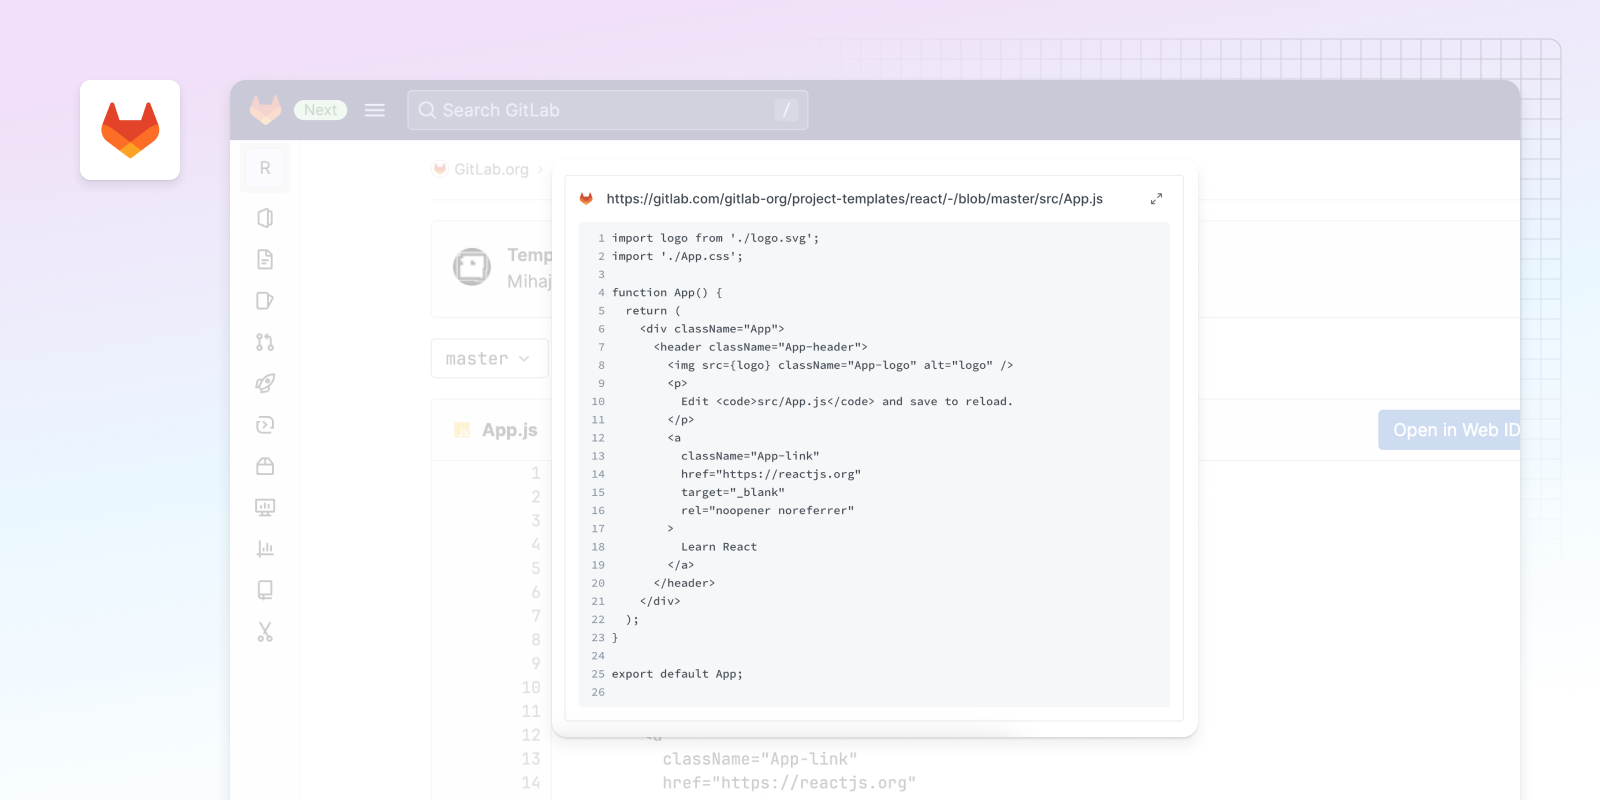 Next
Search GitLab
/
R
GitLab.org
https://gitlab.com/gitlab-org/project-templates/react/-/blob/master/src/App.js
1 import logo from './logo.svg';
2 import './App.css';
3
4 function App() {
5   return (
6     <div className="App">
7       <header className="App-header">
8         <img src={logo} className="App-logo" alt="logo" />
9         <p>
10           Edit <code>src/App.js</code> and save to reload.
11         </p>
12         <a
13           className="App-link"
14           href="https://reactjs.org"
15           target="_blank"
16           rel="noopener noreferrer"
17         >
18           Learn React
19         </a>
20       </header>
21     </div>
22   );
23 }
24
25 export default App;
26
Temp
Mihaj
master
App.js
Open in Web ID
1
2
3
4
5
6
7
8
9
10
11
12
13 className="App-link"
14 href="https://reactjs.org"